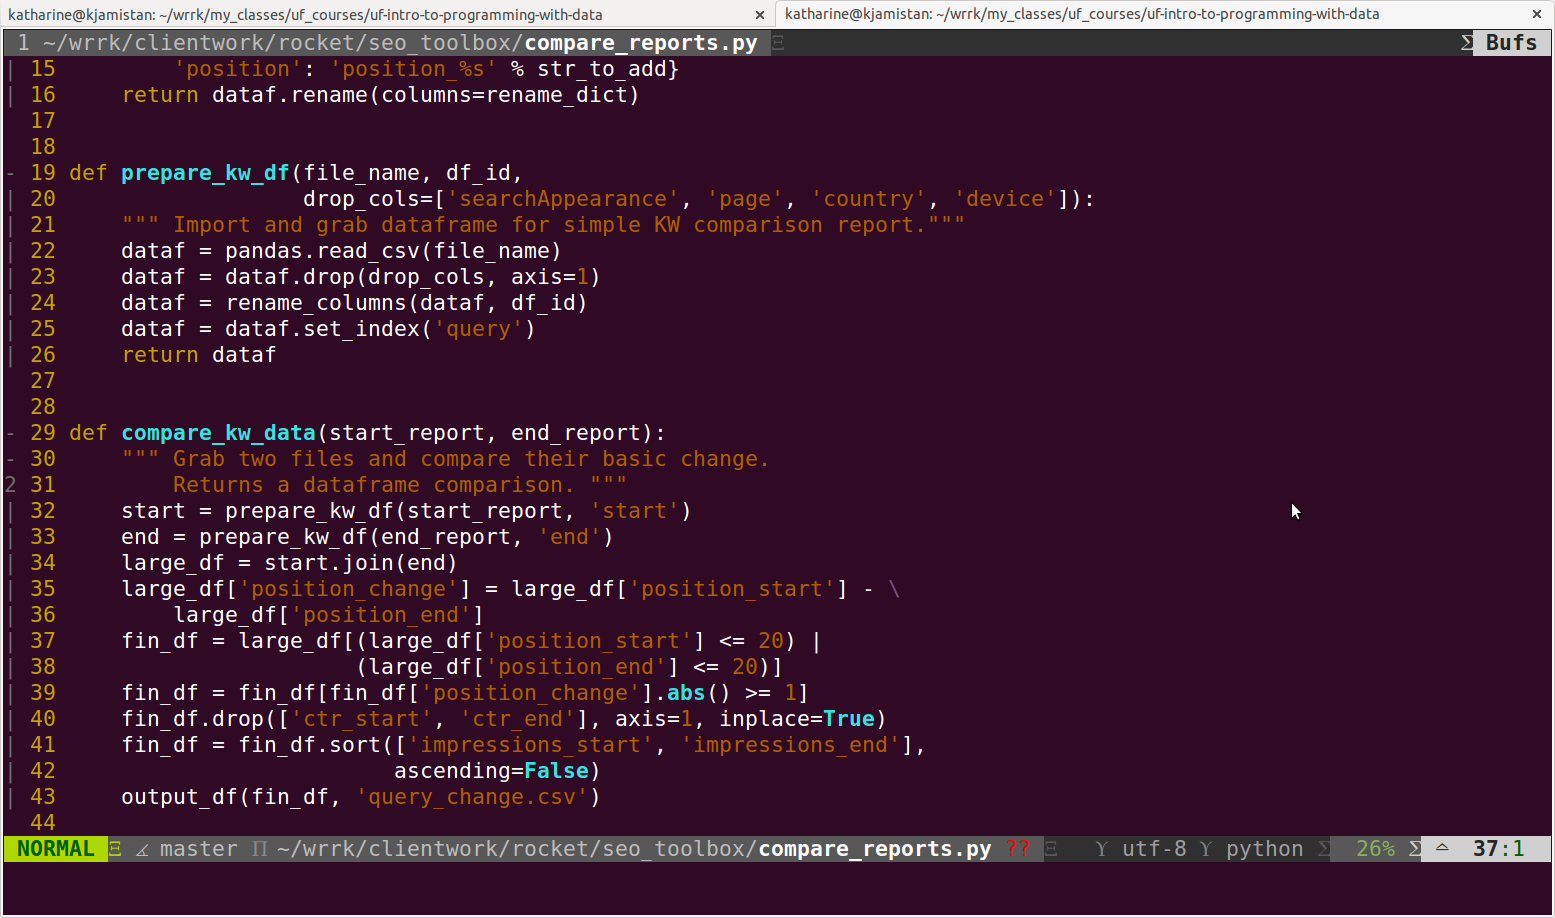 katharine@kjamistan: ~/wrrk/my_classes/uf_courses/uf-intro-to-programming-with-data × katharine@kjamistan: ~/wrrk/my_classes/uf_courses/uf-intro-to-programming-with-data ×
1 ~/wrrk/clientwork/rocket/seo_toolbox/compare_reports.py Ξ Σ Bufs
| 15         'position': 'position_%s' % str_to_add}
| 16     return dataf.rename(columns=rename_dict)
17
18
- 19 def prepare_kw_df(file_name, df_id,
| 20                   drop_cols=['searchAppearance', 'page', 'country', 'device']):
| 21     """ Import and grab dataframe for simple KW comparison report."""
| 22     dataf = pandas.read_csv(file_name)
| 23     dataf = dataf.drop(drop_cols, axis=1)
| 24     dataf = rename_columns(dataf, df_id)
| 25     dataf = dataf.set_index('query')
| 26     return dataf
27
28
- 29 def compare_kw_data(start_report, end_report):
- 30     """ Grab two files and compare their basic change.
2 31         Returns a dataframe comparison. """
| 32     start = prepare_kw_df(start_report, 'start')
| 33     end = prepare_kw_df(end_report, 'end')
| 34     large_df = start.join(end)
| 35     large_df['position_change'] = large_df['position_start'] - \
| 36         large_df['position_end']
| 37     fin_df = large_df[(large_df['position_start'] <= 20) |
| 38                       (large_df['position_end'] <= 20)]
| 39     fin_df = fin_df[fin_df['position_change'].abs() >= 1]
| 40     fin_df.drop(['ctr_start', 'ctr_end'], axis=1, inplace=True)
| 41     fin_df = fin_df.sort(['impressions_start', 'impressions_end'],
| 42                          ascending=False)
| 43     output_df(fin_df, 'query_change.csv')
44
NORMAL Ξ ∡ master Π ~/wrrk/clientwork/rocket/seo_toolbox/compare_reports.py ?? Ξ ϒ utf-8 ϒ python Σ 26% Σ ≏ 37:1